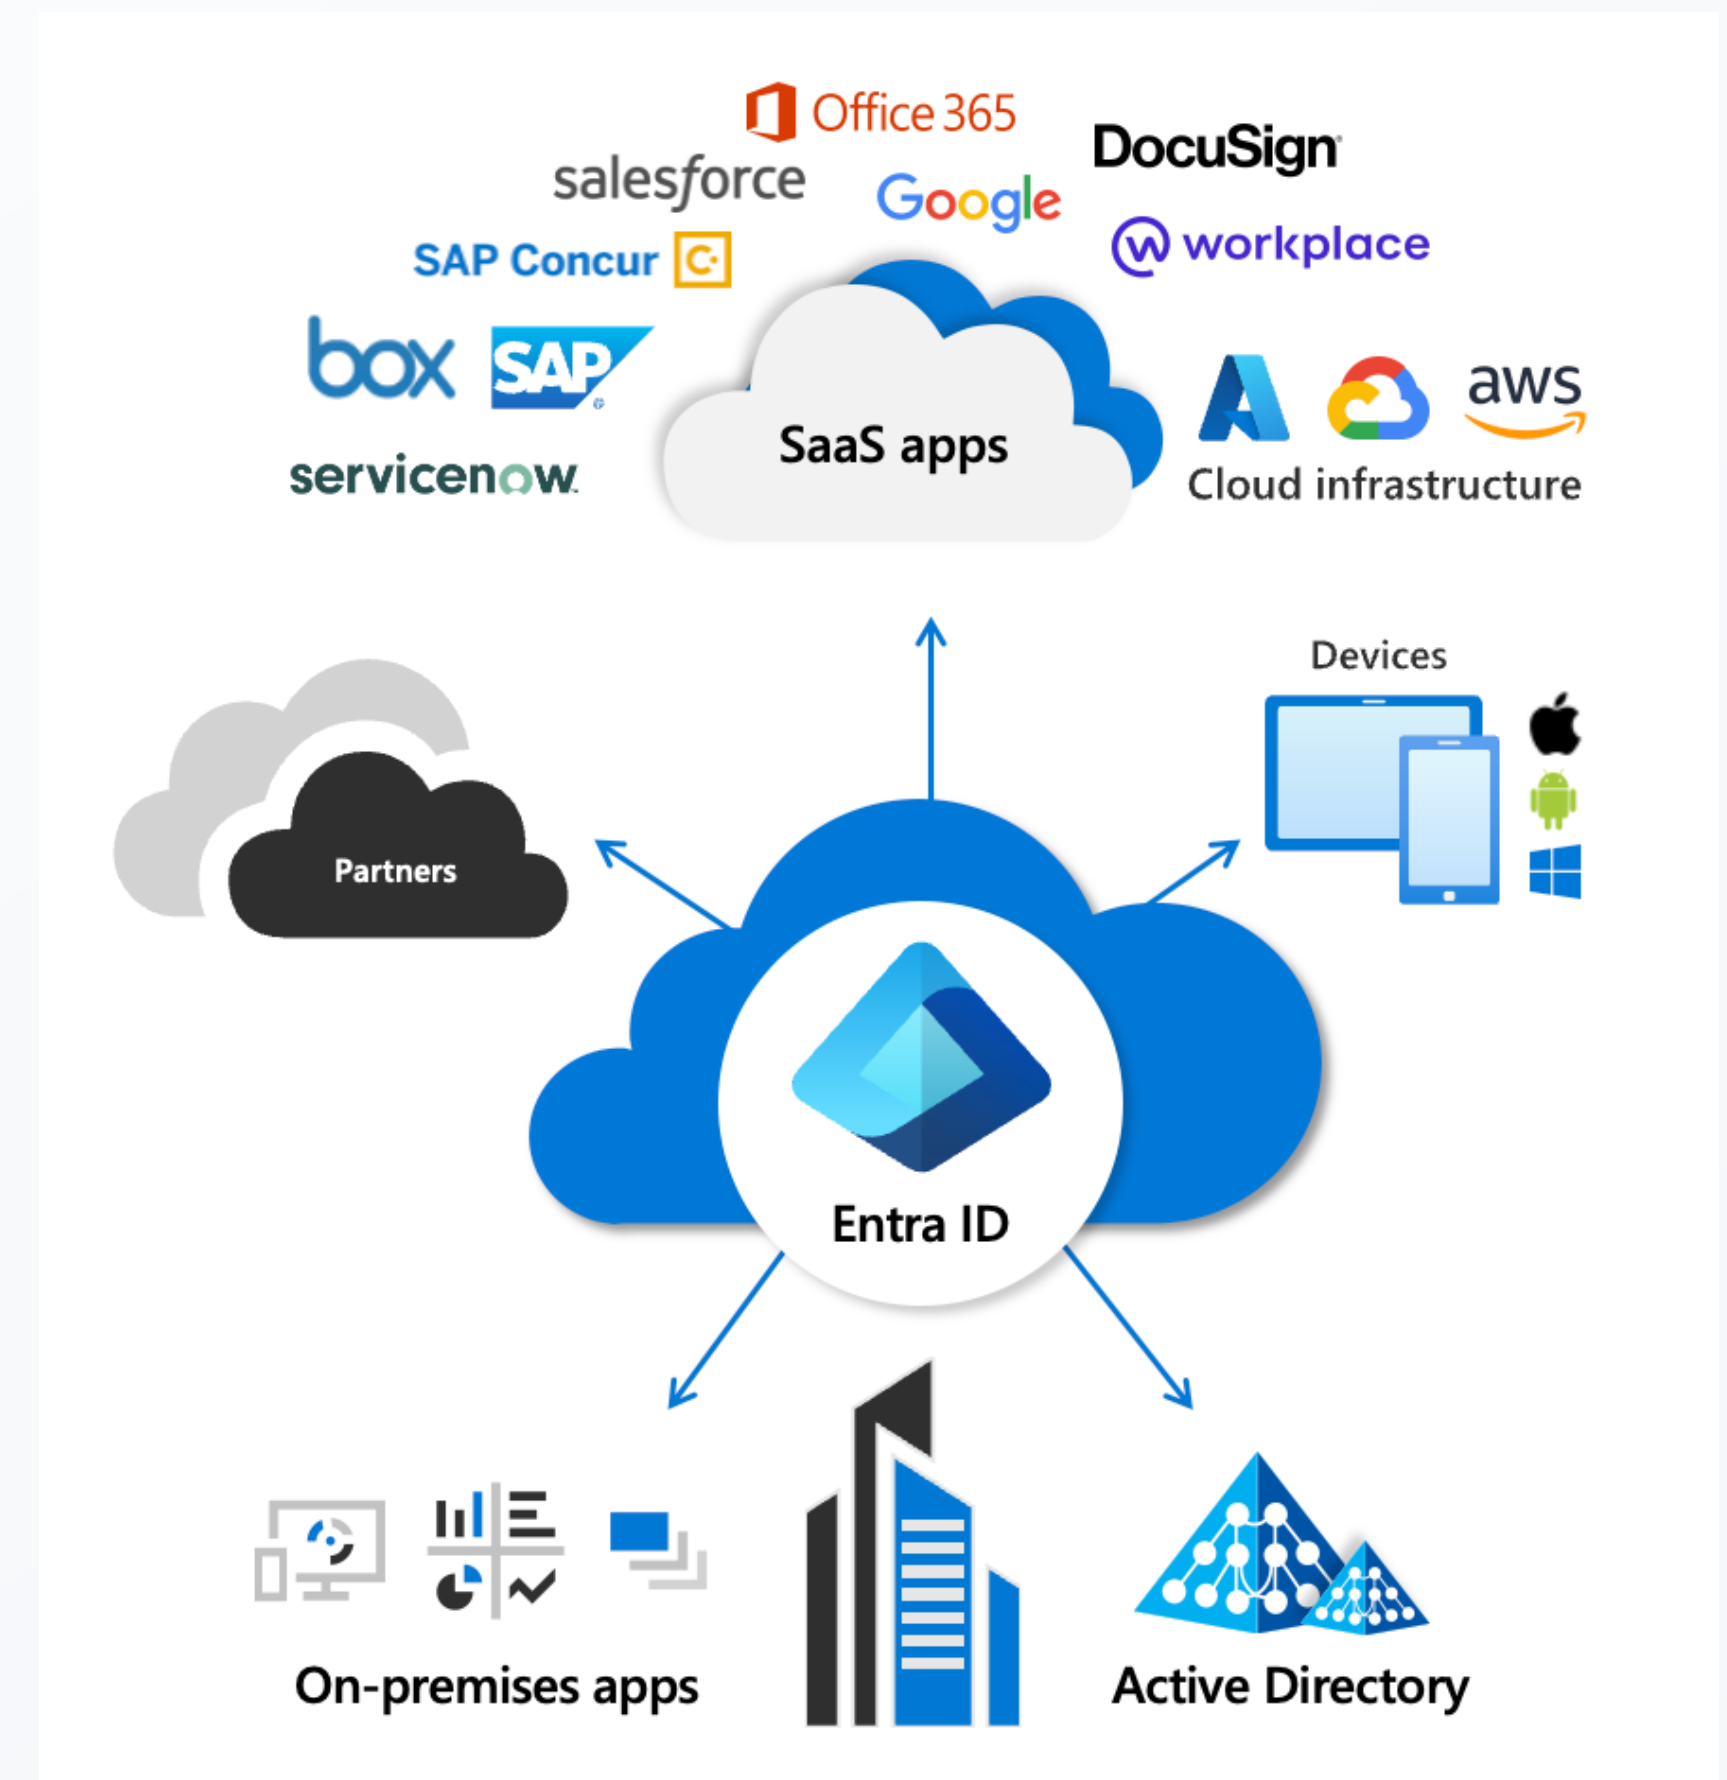 Office 365
DocuSign
salesforce
Google
workplace
SAP Concur C.
box
SAP
aws
SaaS apps
servicenow
Cloud infrastructure
Devices
Partners
Entra ID
On-premises apps
Active Directory